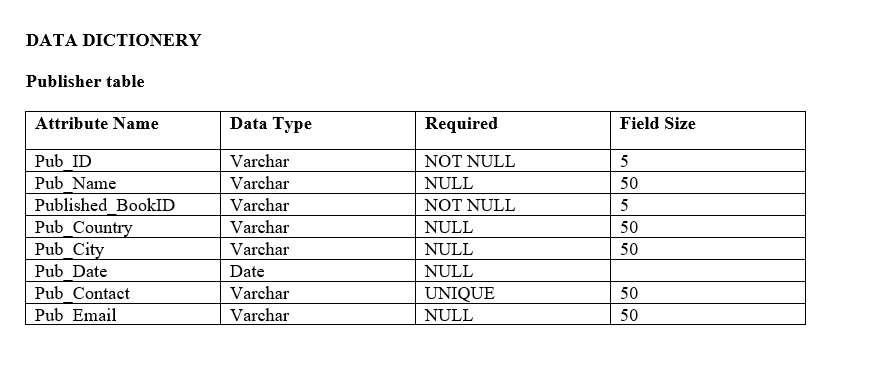 DATA DICTIONERY
Publisher table
Attribute Name Data Type Required Field Size
Pub_ID Varchar NOT NULL 5
Pub_Name Varchar NULL 50
Published_BookID Varchar NOT NULL 5
Pub_Country Varchar NULL 50
Pub_City Varchar NULL 50
Pub_Date Date NULL
Pub_Contact Varchar UNIQUE 50
Pub_Email Varchar NULL 50